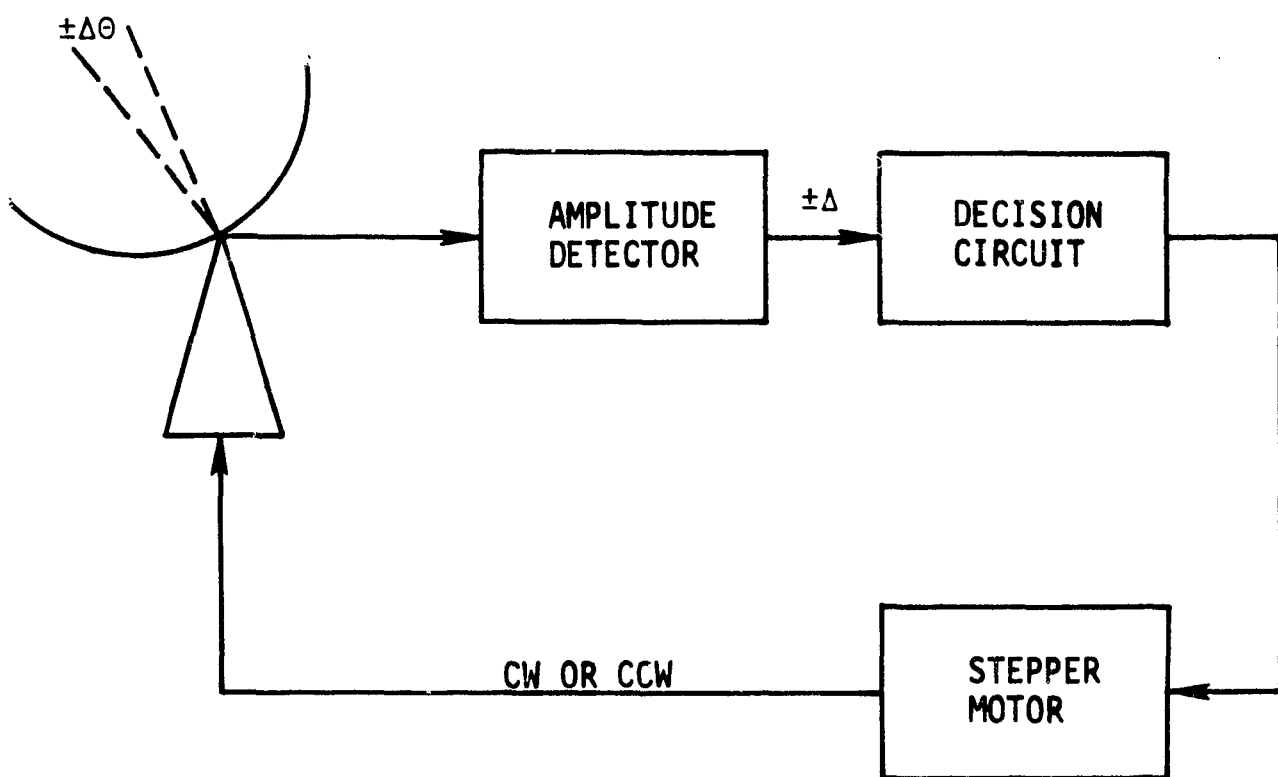 ±ΔΘ
AMPLITUDE
DETECTOR
±Δ
DECISION
CIRCUIT
CW OR CCW
STEPPER
MOTOR